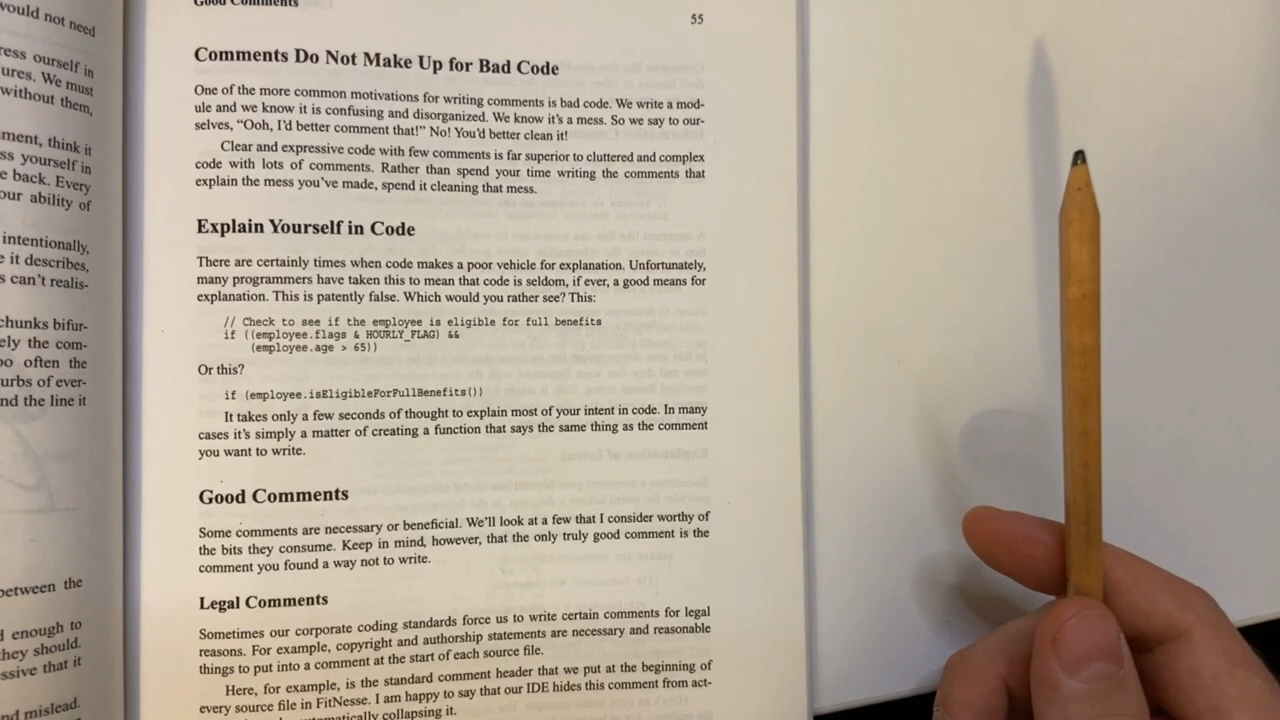 would not need
ress ourself in
ures. We must
without them,
ment, think it
ss yourself in
e back. Every
our ability of
intentionally,
e it describes,
s can't realis-
chunks bifur-
ely the com-
oo often the
urbs of ever-
nd the line it
between the
d enough to
they should.
ssive that it
nd mislead.
Good Comments
55
Comments Do Not Make Up for Bad Code
One of the more common motivations for writing comments is bad code. We write a mod-
ule and we know it is confusing and disorganized. We know it's a mess. So we say to our-
selves, “Ooh, I'd better comment that!” No! You'd better clean it!
Clear and expressive code with few comments is far superior to cluttered and complex
code with lots of comments. Rather than spend your time writing the comments that
explain the mess you've made, spend it cleaning that mess.
Explain Yourself in Code
There are certainly times when code makes a poor vehicle for explanation. Unfortunately,
many programmers have taken this to mean that code is seldom, if ever, a good means for
explanation. This is patently false. Which would you rather see? This:
// Check to see if the employee is eligible for full benefits
if ((employee.flags & HOURLY_FLAG) &&
(employee.age > 65))
Or this?
if (employee.isEligibleForFullBenefits())
It takes only a few seconds of thought to explain most of your intent in code. In many
cases it's simply a matter of creating a function that says the same thing as the comment
you want to write.
Good Comments
Some comments are necessary or beneficial. We'll look at a few that I consider worthy of
the bits they consume. Keep in mind, however, that the only truly good comment is the
comment you found a way not to write.
Legal Comments
Sometimes our corporate coding standards force us to write certain comments for legal
reasons. For example, copyright and authorship statements are necessary and reasonable
things to put into a comment at the start of each source file.
Here, for example, is the standard comment header that we put at the beginning of
every source file in FitNesse. I am happy to say that our IDE hides this comment from act-
automatically collapsing it.